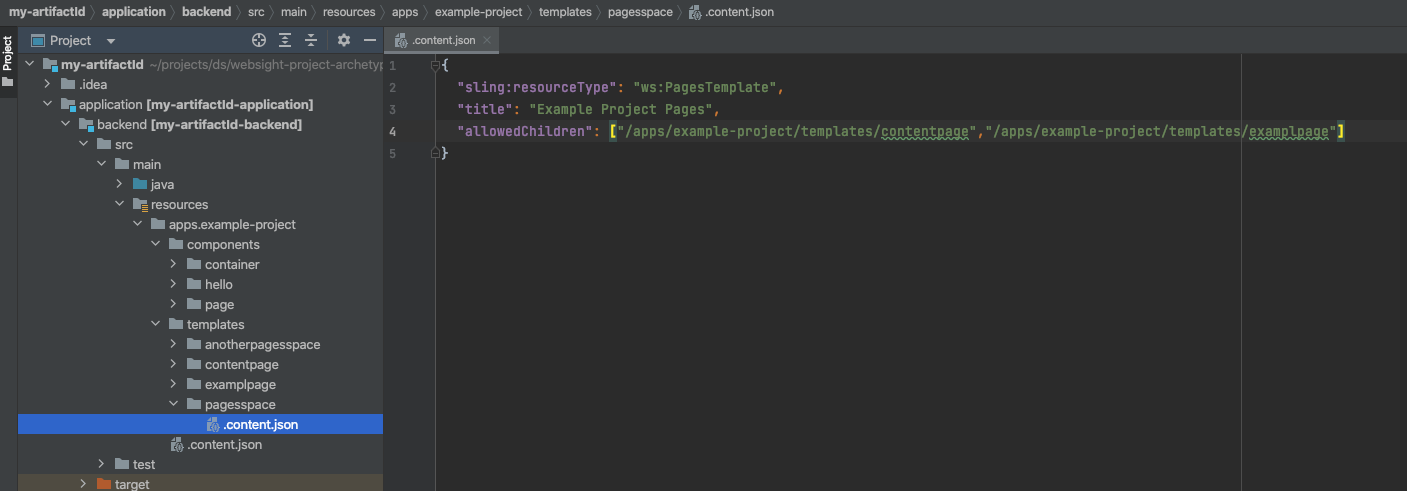 my-artifactId > application > backend > src > main > resources > apps > example-project > templates > pagesspace > .content.json
Project
Project
.content.json
my-artifactId ~/projects/ds/websight-project-archetyp
.idea
application [my-artifactId-application]
backend [my-artifactId-backend]
src
main
java
resources
apps.example-project
components
container
hello
page
templates
anotherpagesspace
contentpage
examplpage
pagesspace
.content.json
.content.json
test
target
1 {
2 "sling:resourceType": "ws:PagesTemplate",
3 "title": "Example Project Pages",
4 "allowedChildren": ["/apps/example-project/templates/contentpage","/apps/example-project/templates/examplpage"]
5 }